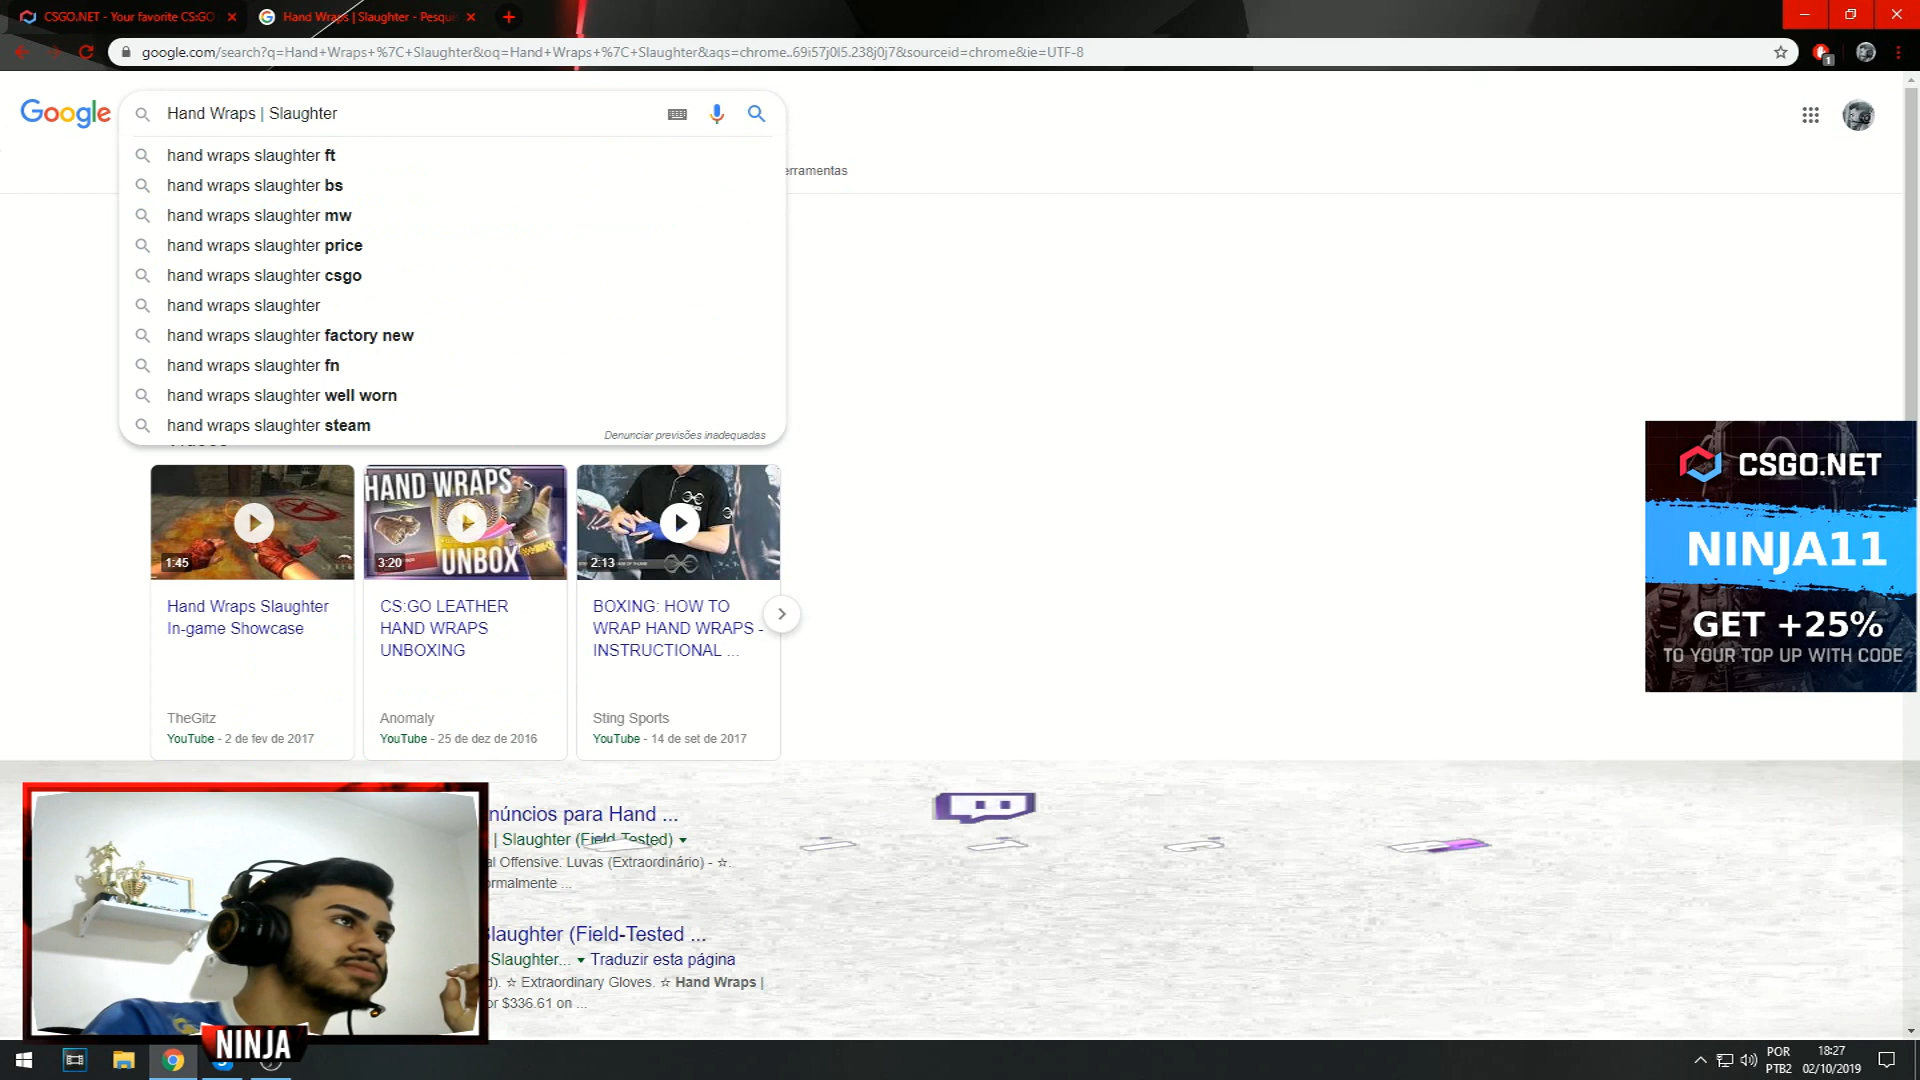 CSGO.NET - Your favorite CS:GO
Hand Wraps | Slaughter - Pesqu
google.com/search?q=Hand+Wraps+%7C+Slaughter&oq=Hand+Wraps+%7C+Slaughter&aqs=chrome..69i57j0l5.238j0j7&sourceid=chrome&ie=UTF-8
1
Google
Hand Wraps | Slaughter
erramentas
hand wraps slaughter ft
hand wraps slaughter bs
hand wraps slaughter mw
hand wraps slaughter price
hand wraps slaughter csgo
hand wraps slaughter
hand wraps slaughter factory new
hand wraps slaughter fn
hand wraps slaughter well worn
hand wraps slaughter steam
Denunciar previsões inadequadas
HAND WRAPS
UNBOX
1:45
3:20
2:13
Hand Wraps Slaughter
In-game Showcase
TheGitz
YouTube - 2 de fev de 2017
CS:GO LEATHER
HAND WRAPS
UNBOXING
Anomaly
YouTube - 25 de dez de 2016
BOXING: HOW TO
WRAP HAND WRAPS -
INSTRUCTIONAL ...
Sting Sports
YouTube - 14 de set de 2017
CSGO.NET
NINJA11
GET +25%
TO YOUR TOP UP WITH CODE
núncios para Hand ...
| Slaughter (Field-Tested)
al Offensive. Luvas (Extraordinário) - ☆.
ormalmente ...
Slaughter (Field-Tested ...
-Slaughter... Traduzir esta página
d). ☆ Extraordinary Gloves. ☆ Hand Wraps |
or $336.61 on ...
NINJA
POR
PTB2
18:27
02/10/2019